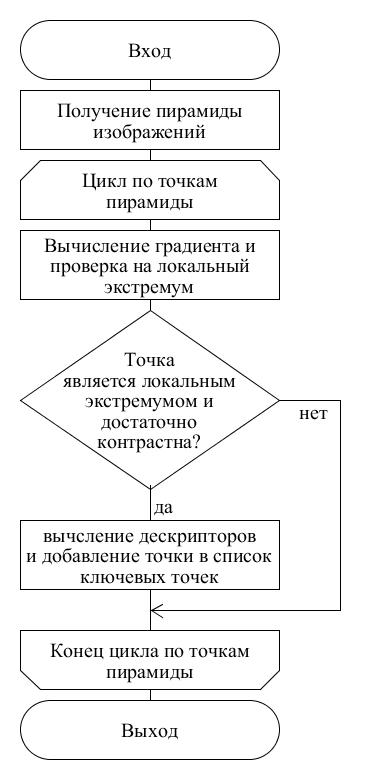 Вход
Получение пирамиды
изображений
Цикл по точкам
пирамиды
Вычисление градиента и
проверка на локальный
экстремум
Точка
является локальным
экстремумом и
достаточно
контрастна?
нет
да
вычсление дескрипторов
и добавление точки в список
ключевых точек
Конец цикла по точкам
пирамиды
Выход